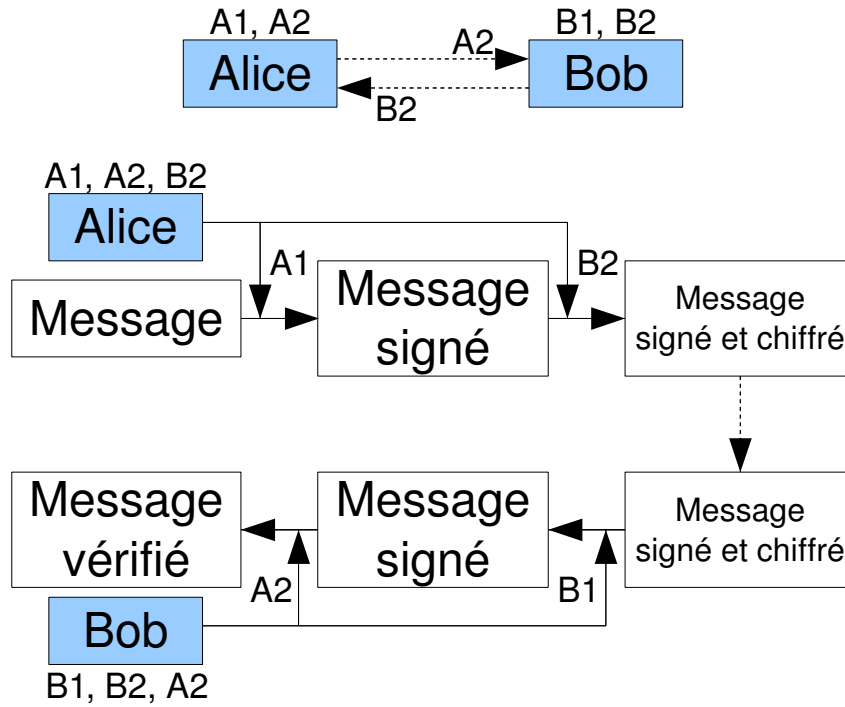 A1, A2
B1, B2
Alice
A2
Bob
B2
A1, A2, B2
Alice
A1
B2
Message
Message
signé
Message
signé et chiffré
Message
vérifié
Message
signé
Message
signé et chiffré
A2
B1
Bob
B1, B2, A2